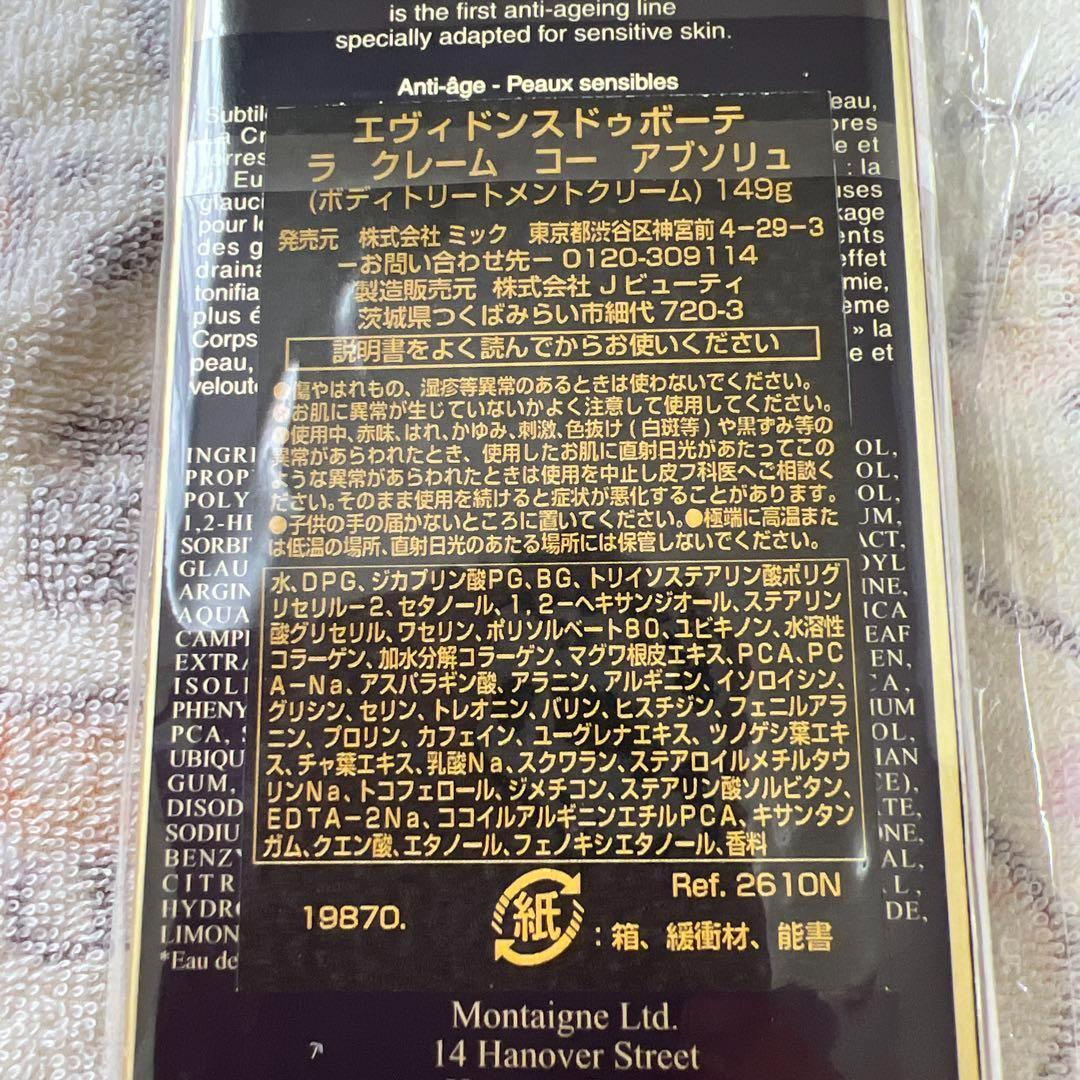 is the first anti-ageing line
specially adapted for sensitive skin.
Anti-âge - Peaux sensibles
エヴィドンスドゥボーテ
ラ クレーム コー アブソリュ
(ボディトリートメントクリーム) 149g
発売元 株式会社 ミック 東京都渋谷区神宮前4-29-3
ーお問い合わせ先ー 0120-309114
製造販売元 株式会社 Jビューティ
茨城県つくばみらい市細代 720-3
説明書をよく読んでからお使いください
●傷やはれもの、湿疹等異常のあるときは使わないでください。
●お肌に異常が生じていないかよく注意して使用してください。
●使用中、赤味、はれ、かゆみ、刺激、色抜け(白斑等)や黒ずみ等の
異常があらわれたとき、使用したお肌に直射日光があたってこの
ような異常があらわれたときは使用を中止し皮フ科医へご相談く
ださい。そのまま使用を続けると症状が悪化することがあります。
●子供の手の届かないところに置いてください。●極端に高温また
は低温の場所、直射日光のあたる場所には保管しないでください。
水、DPG、ジカプリン酸PG、BG、トリイソステアリン酸ポリグ
リセリル-2、セタノール、1,2-ヘキサンジオール、ステアリン
酸グリセリル、ワセリン、ポリソルベート80、ユビキノン、水溶性
コラーゲン、加水分解コラーゲン、マグワ根皮エキス、PCA、PC
A-Na、アスパラギン酸、アラニン、アルギニン、イソロイシン、
グリシン、セリン、トレオニン、バリン、ヒスチジン、フェニルアラ
ニン、プロリン、カフェイン、ユーグレナエキス、ツノゲシ葉エキ
ス、チャ葉エキス、乳酸Na、スクワラン、ステアロイルメチルタウ
リンNa、トコフェロール、ジメチコン、ステアリン酸ソルビタン、
EDTA-2Na、ココイルアルギニンエチルPCA、キサンタン
ガム、クエン酸、エタノール、フェノキシエタノール、香料
Ref. 2610N
19870.
紙
:箱、緩衝材、能書
*Eau de
Montaigne Ltd.
14 Hanover Street